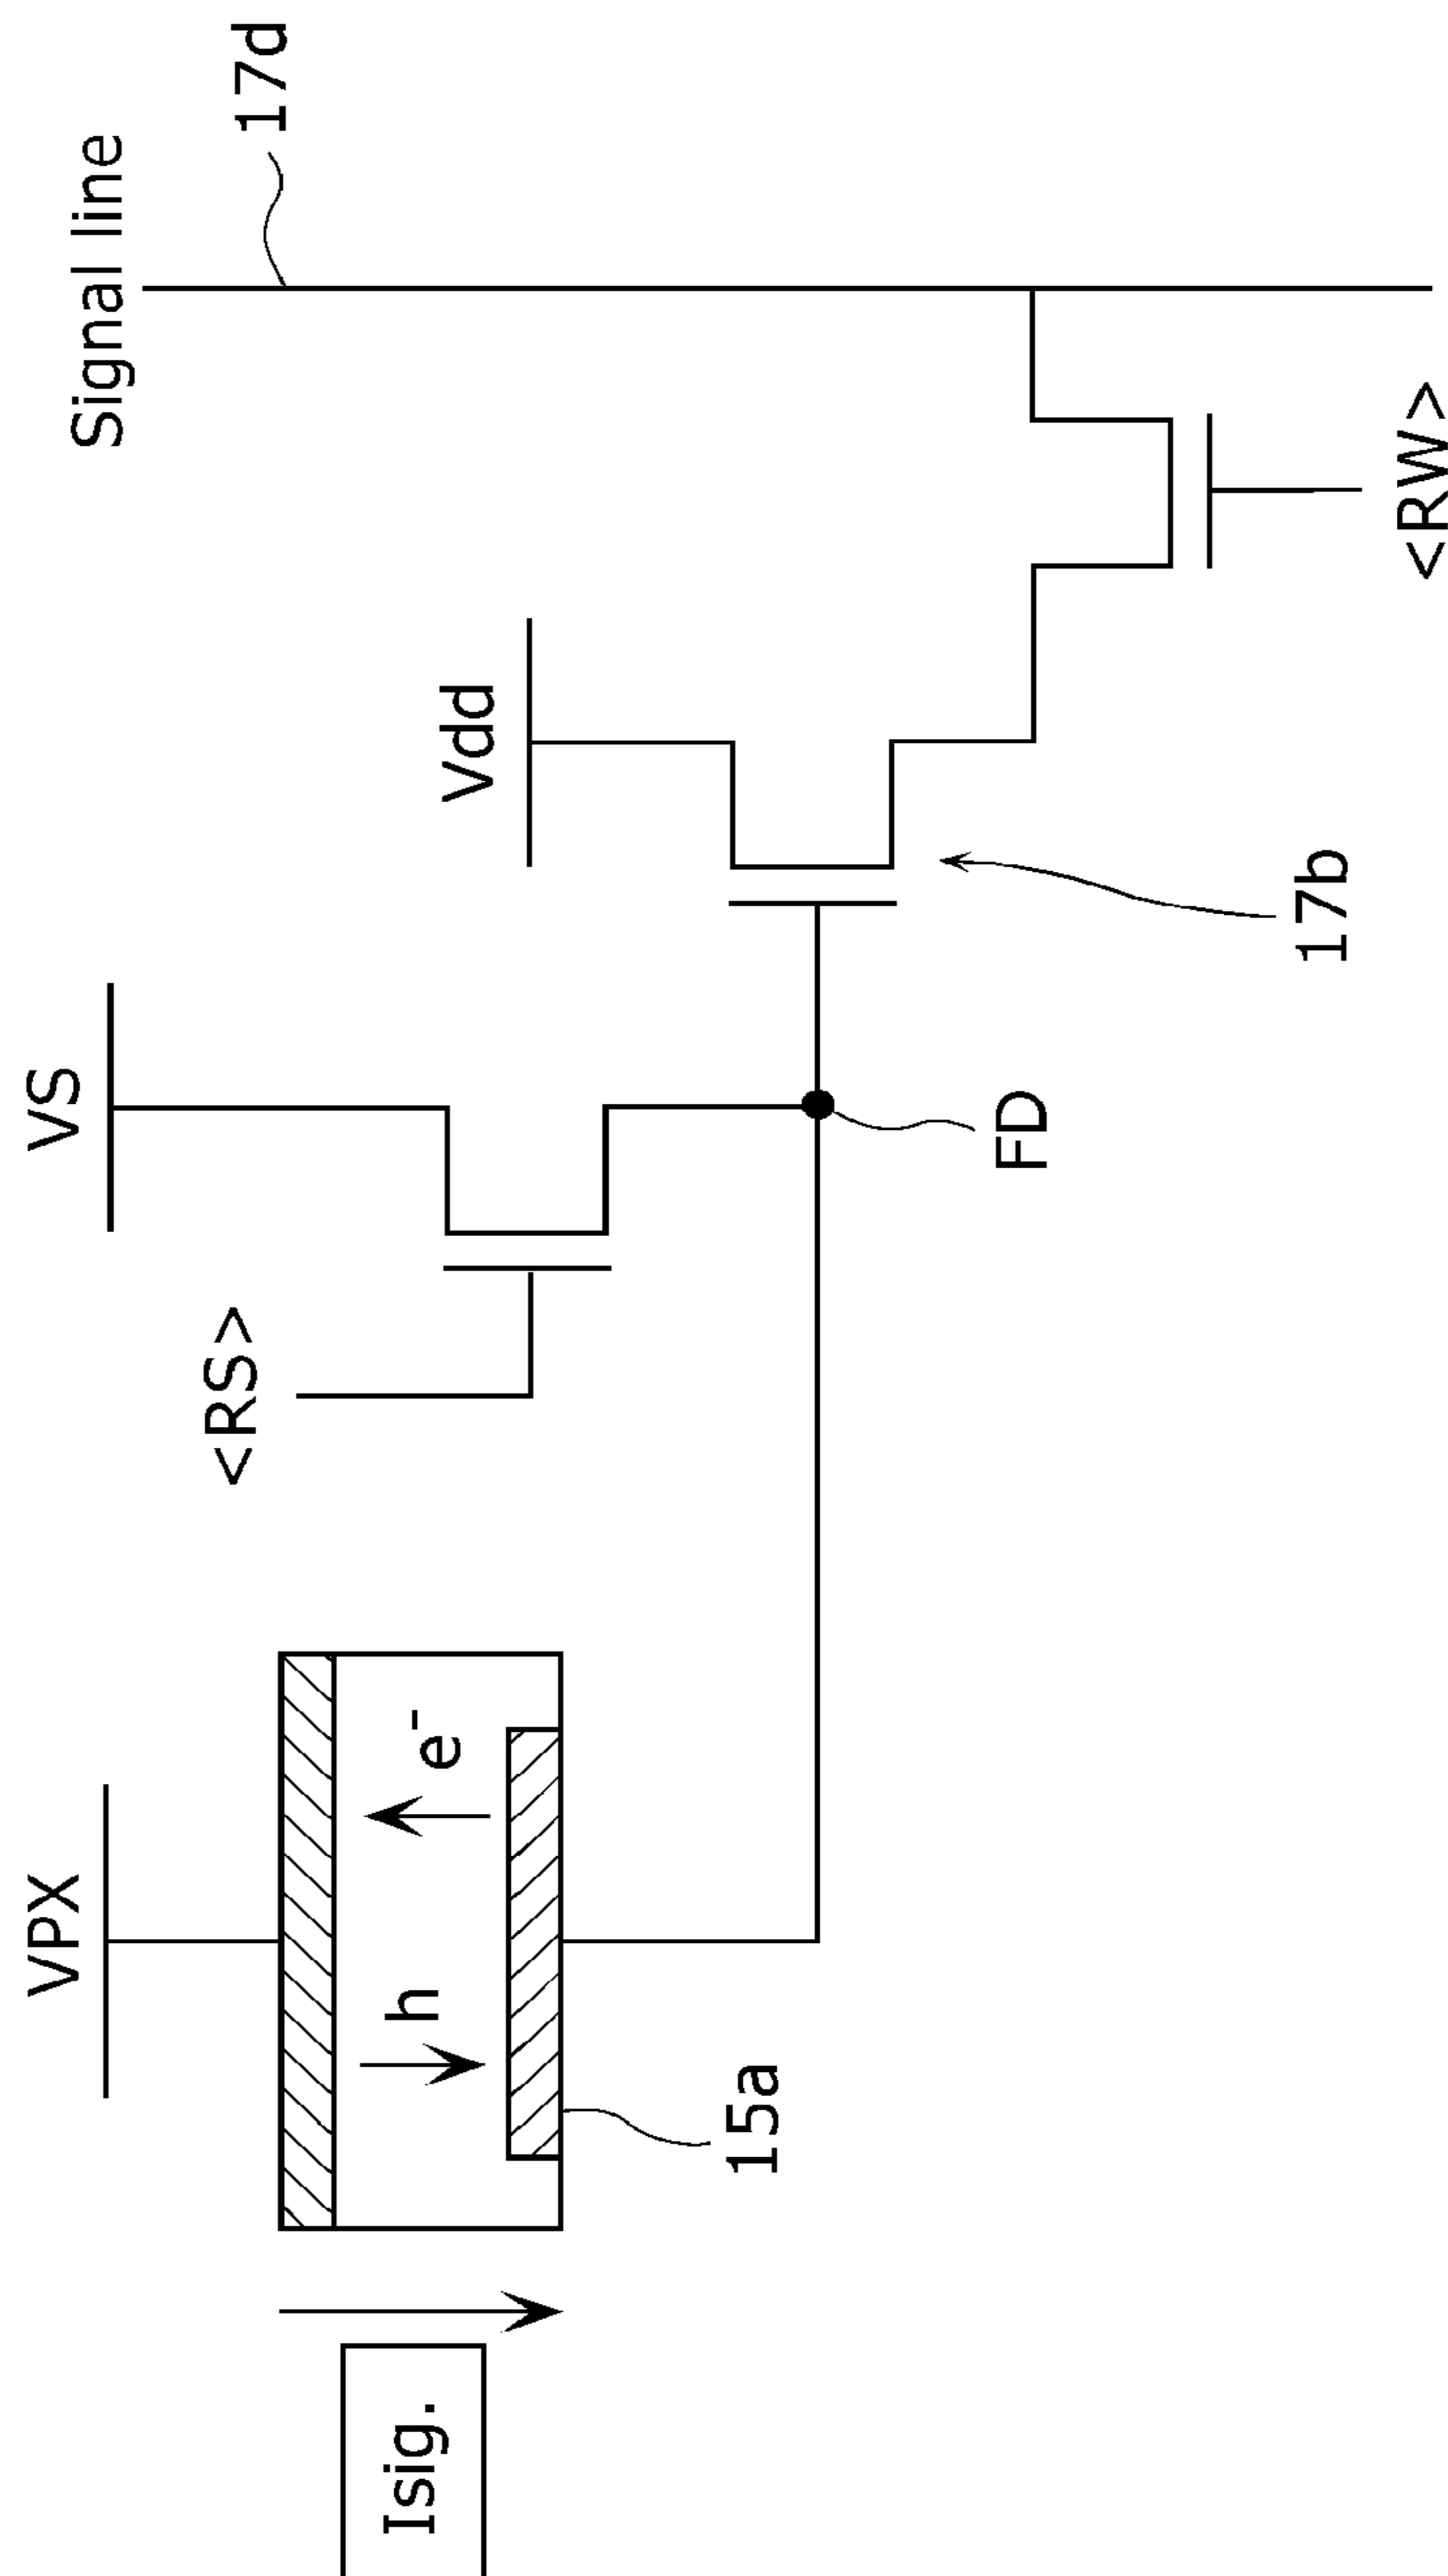 Isig.
VPX
h
e⁻
15a
<RS>
VS
FD
Vdd
17b
<RW>
Signal line
17d